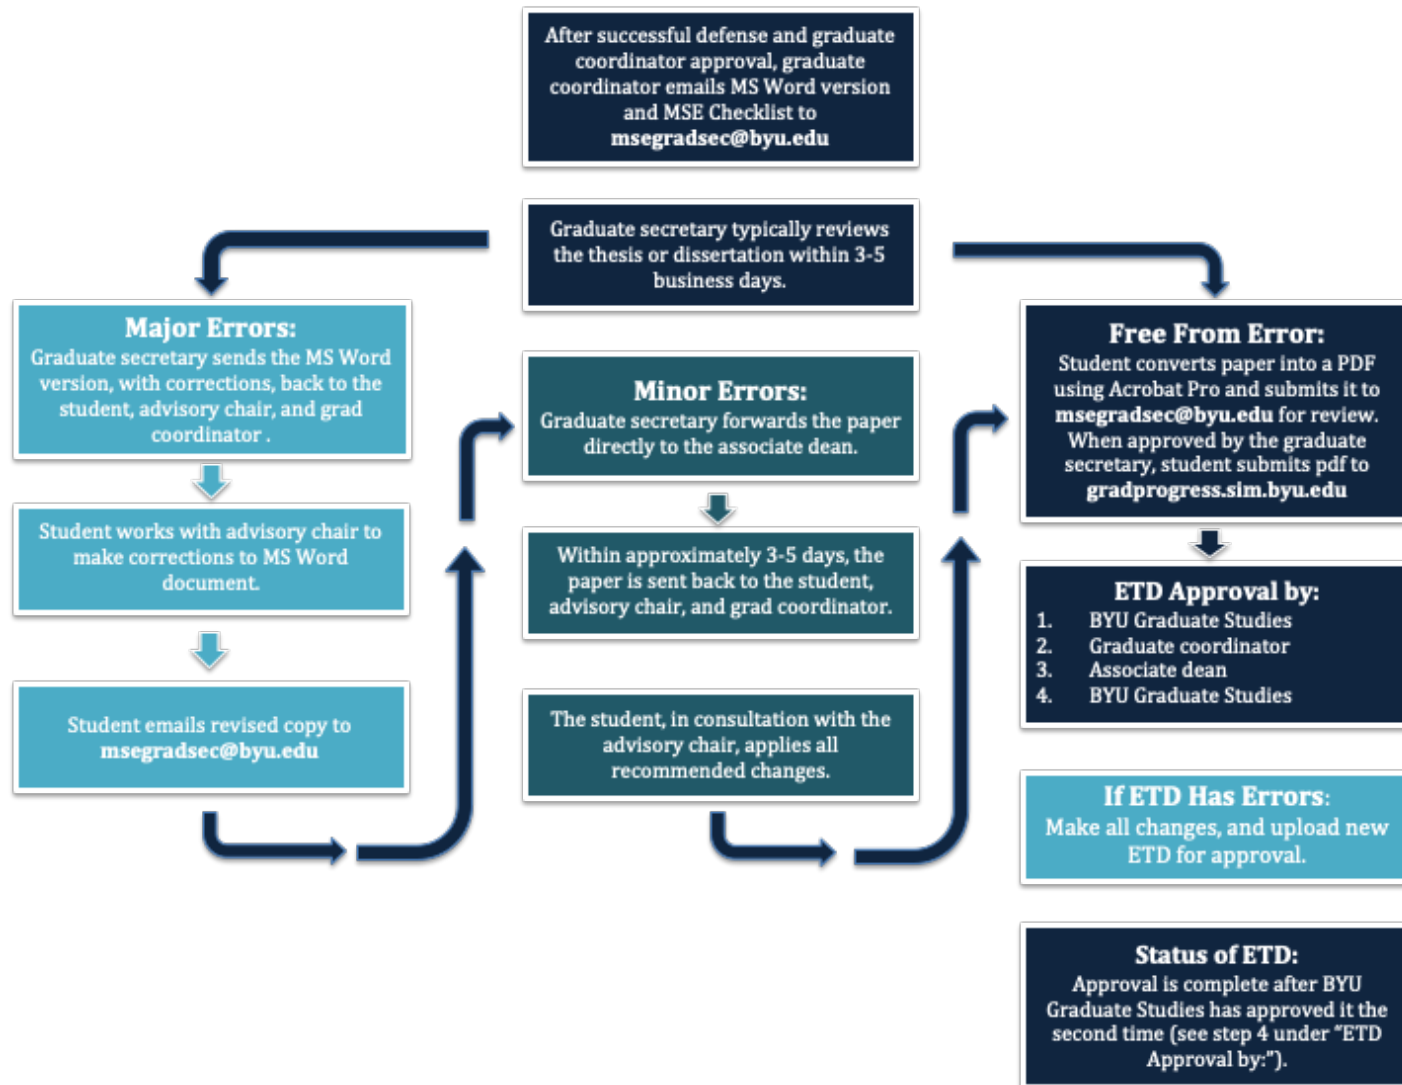 After successful defense and graduate
coordinator approval, graduate
coordinator emails MS Word version
and MSE Checklist to
msegradsec@byu.edu
Graduate secretary typically reviews
the thesis or dissertation within 3-5
business days.
Major Errors:
Graduate secretary sends the MS Word
version, with corrections, back to the
student, advisory chair, and grad
coordinator .
Student works with advisory chair to
make corrections to MS Word
document.
Student emails revised copy to
msegradsec@byu.edu
Minor Errors:
Graduate secretary forwards the paper
directly to the associate dean.
Within approximately 3-5 days, the
paper is sent back to the student,
advisory chair, and grad coordinator.
The student, in consultation with the
advisory chair, applies all
recommended changes.
Free From Error:
Student converts paper into a PDF
using Acrobat Pro and submits it to
msegradsec@byu.edu for review.
When approved by the graduate
secretary, student submits pdf to
gradprogress.sim.byu.edu
ETD Approval by:
1. BYU Graduate Studies
2. Graduate coordinator
3. Associate dean
4. BYU Graduate Studies
If ETD Has Errors:
Make all changes, and upload new
ETD for approval.
Status of ETD:
Approval is complete after BYU
Graduate Studies has approved it the
second time (see step 4 under “ETD
Approval by:”).